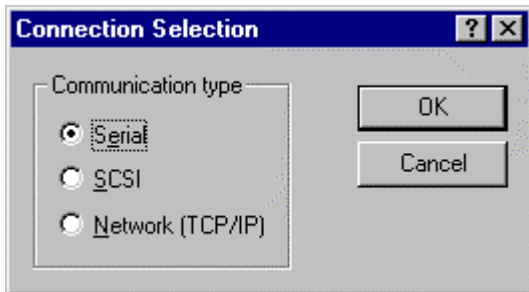 Connection Selection
Communication type
Serial
SCSI
Network (TCP/IP)
OK
Cancel